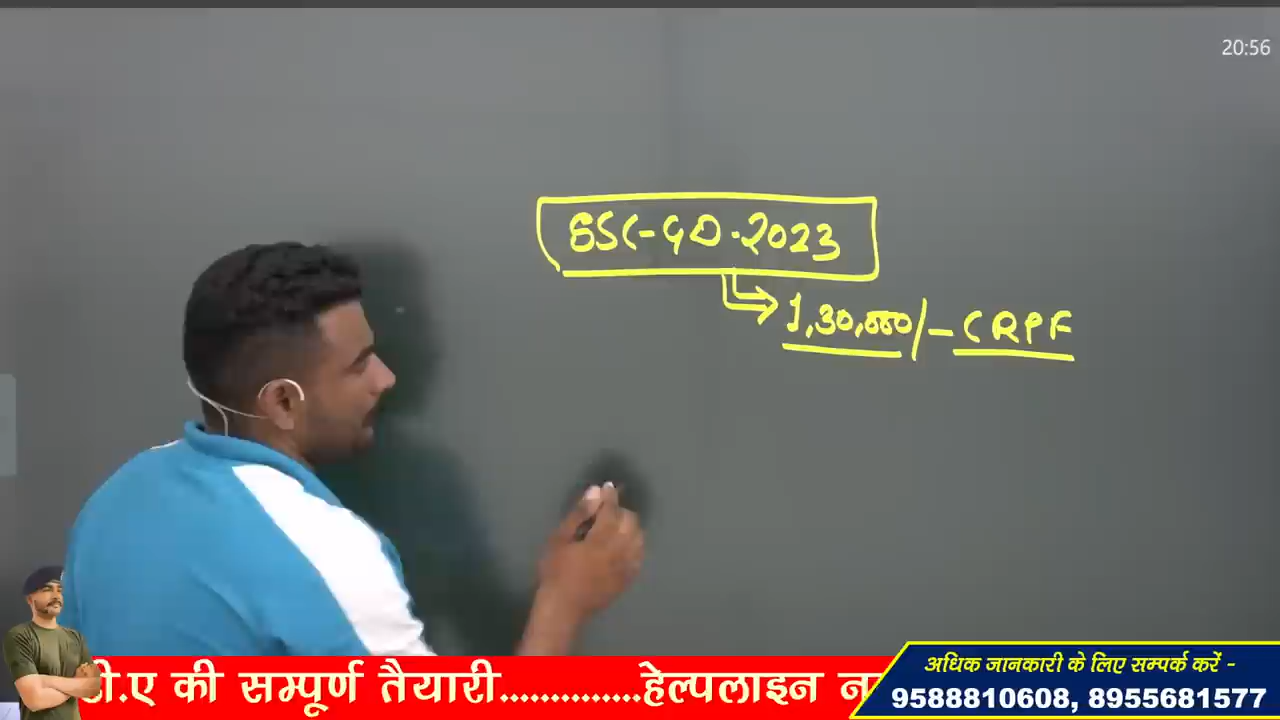 20:56
SSC-GD-2023
1,30,000/- CRPF
डी.ए की सम्पूर्ण तैयारी.............हेल्पलाइन
अधिक जानकारी के लिए सम्पर्क करें -
9588810608, 8955681577